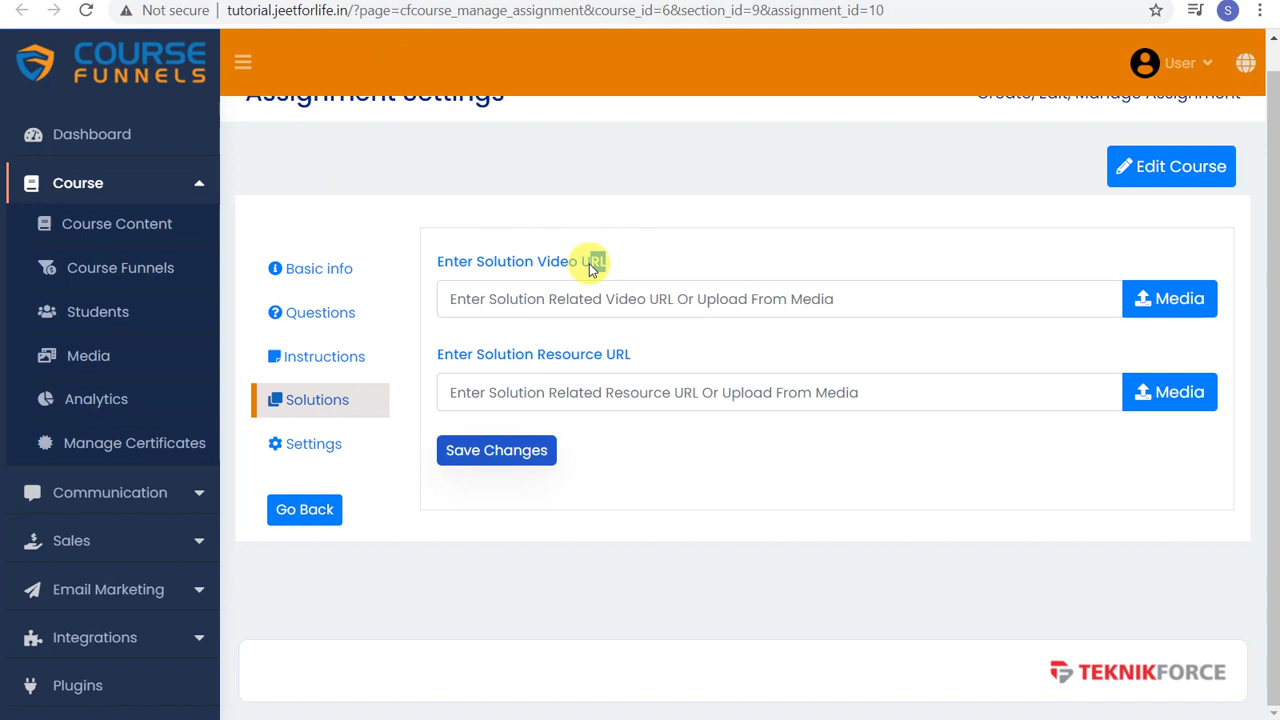 Not secure
tutorial.jeetforlife.in/?page=cfcourse_manage_assignment&course_id=6&section_id=9&assignment_id=10
S
COURSE
FUNNELS
User
Assignment Settings
Create, Edit, Manage Assignment
Dashboard
Course
Course Content
Course Funnels
Students
Media
Analytics
Manage Certificates
Communication
Sales
Email Marketing
Integrations
Plugins
Edit Course
Basic info
Questions
Instructions
Solutions
Settings
Go Back
Enter Solution Video URL
Enter Solution Related Video URL Or Upload From Media
Media
Enter Solution Resource URL
Enter Solution Related Resource URL Or Upload From Media
Media
Save Changes
TEKNIKFORCE